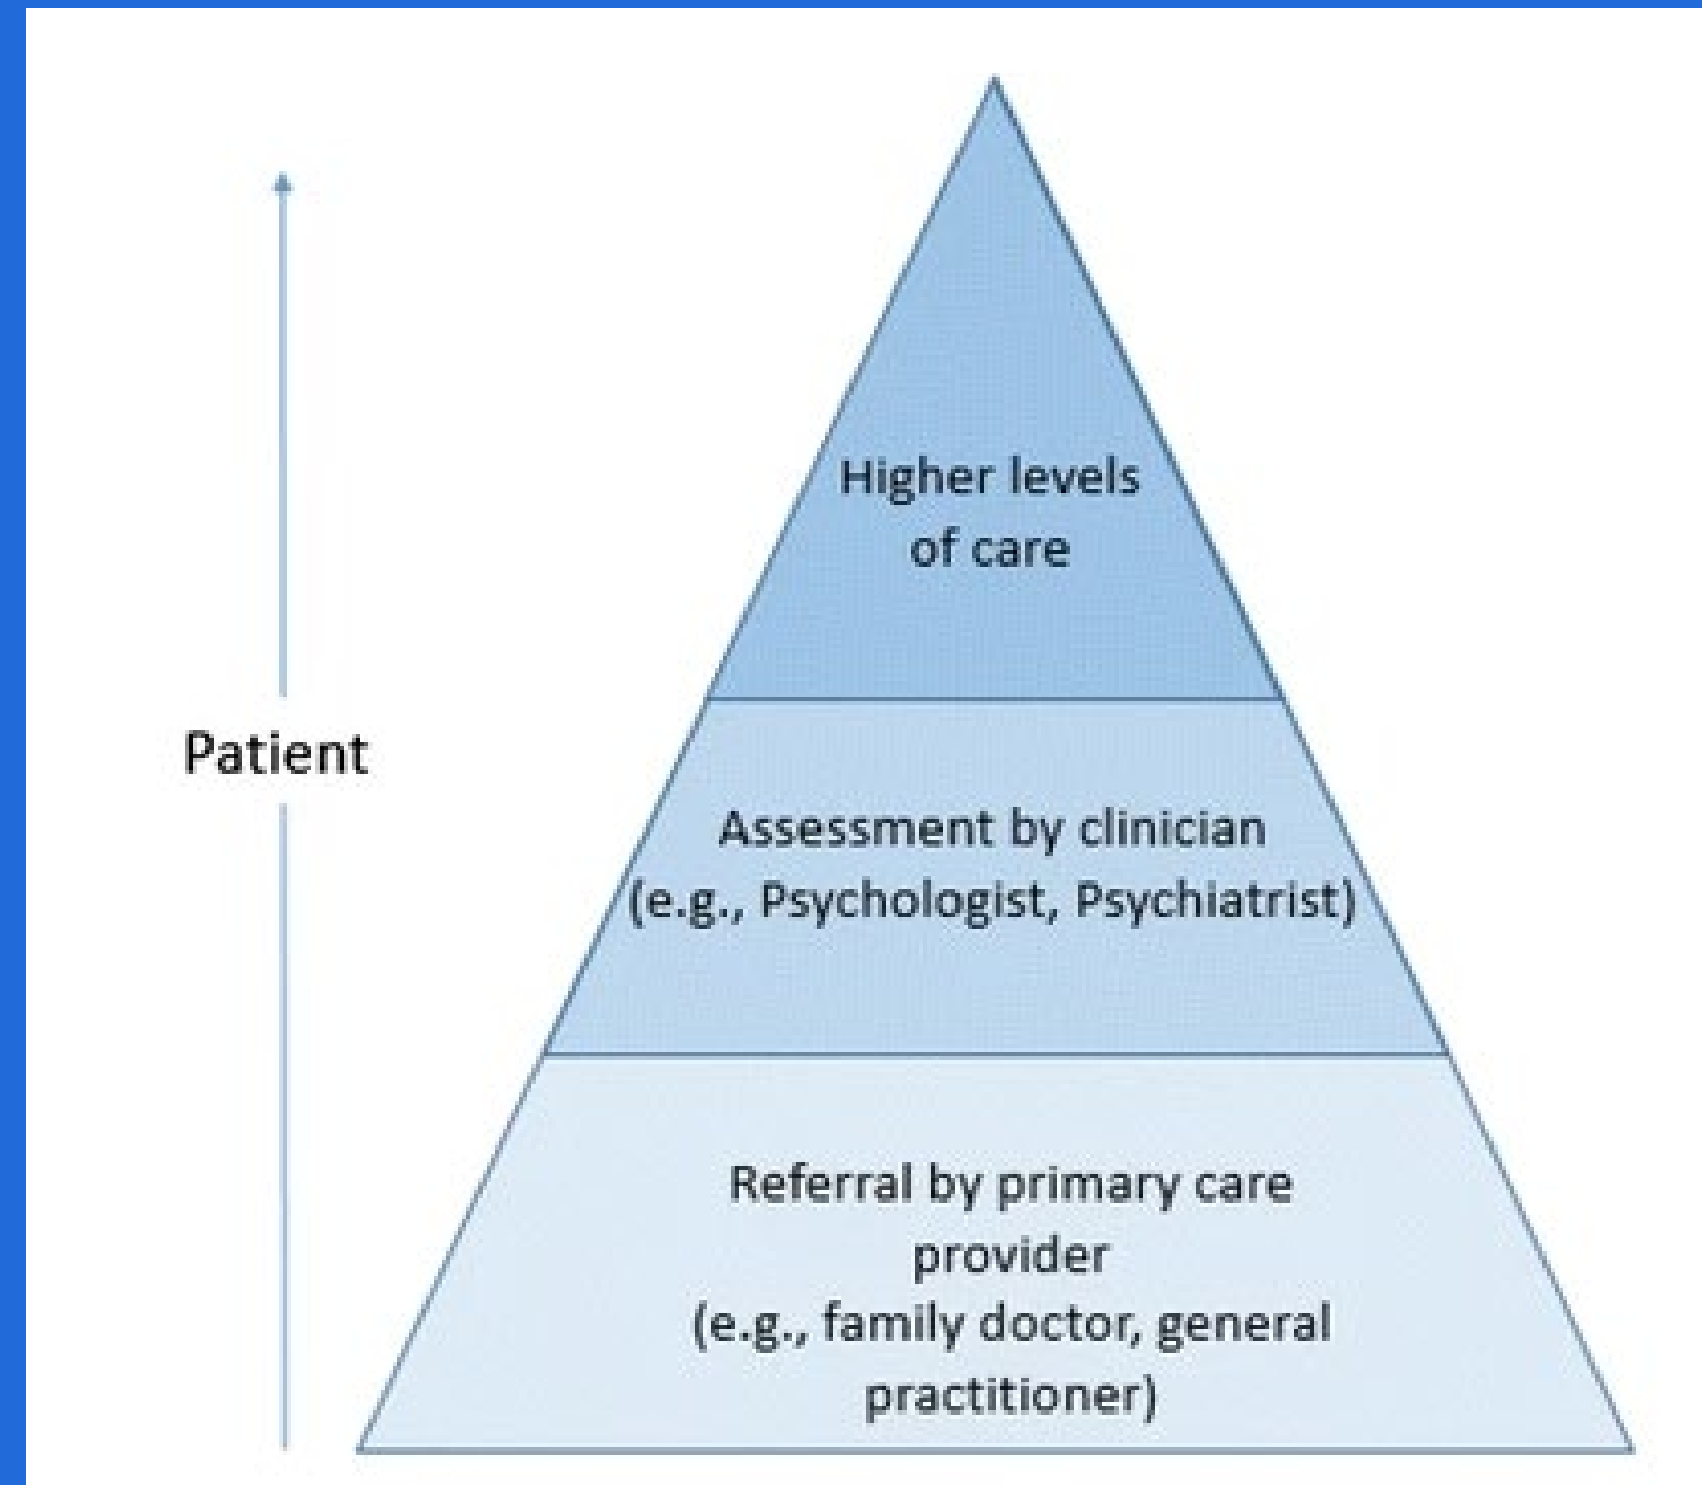 Higher levels
of care
Patient
Assessment by clinician
(e.g., Psychologist, Psychiatrist)
Referral by primary care
provider
(e.g., family doctor, general
practitioner)